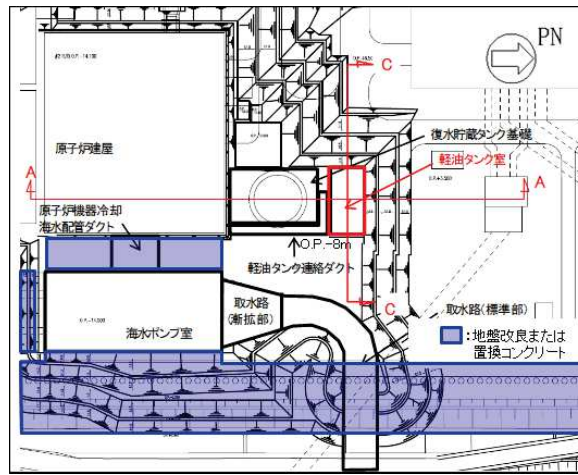 PN
C
復水貯蔵タンク基礎
原子炉建屋
軽油タンク室
A
A
原子炉機器冷却
海水配管ダクト
O.P.-8m
軽油タンク連絡ダクト
C
取水路
(漸拡部)
取水路(標準部)
海水ポンプ室
:地盤改良または
置換コンクリート